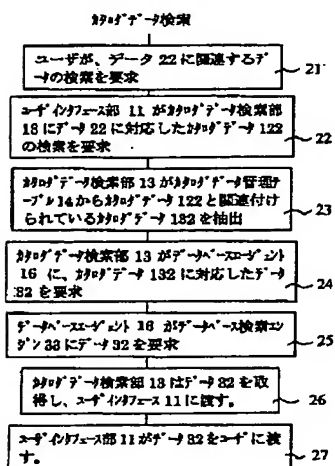 ｶﾀﾛｸﾞﾃﾞｰﾀ検索
ユーザが、データ 22 に関連するデ
ータの検索を要求
21
ﾕｰｻﾞｲﾝﾀﾌｪｰｽ部 11 がｶﾀﾛｸﾞﾃﾞｰﾀ検索部
13 にデータ 22 に対応したｶﾀﾛｸﾞﾃﾞｰﾀ 122
の検索を要求
22
ｶﾀﾛｸﾞﾃﾞｰﾀ検索部 13 がｶﾀﾛｸﾞﾃﾞｰﾀ管理テ
ーブル 14 からｶﾀﾛｸﾞﾃﾞｰﾀ 122 と関連付け
られているｶﾀﾛｸﾞﾃﾞｰﾀ 132 を抽出
23
ｶﾀﾛｸﾞﾃﾞｰﾀ検索部 13 がﾃﾞｰﾀﾍﾞｰｽｴｰｼﾞｪﾝﾄ
16 に、ｶﾀﾛｸﾞﾃﾞｰﾀ 132 に対応したﾃﾞｰﾀ
32 を要求
24
ﾃﾞｰﾀﾍﾞｰｽｴｰｼﾞｪﾝﾄ 16 がﾃﾞｰﾀﾍﾞｰｽ検索ｴﾝ
ｼﾞﾝ 33 にﾃﾞｰﾀ 32 を要求
25
ｶﾀﾛｸﾞﾃﾞｰﾀ検索部 13 はﾃﾞｰﾀ 32 を取
得し、ﾕｰｻﾞｲﾝﾀﾌｪｰｽ 11 に渡す。
26
ﾕｰｻﾞｲﾝﾀﾌｪｰｽ部 11 がﾃﾞｰﾀ 32 をﾕｰｻﾞに渡
す。
27